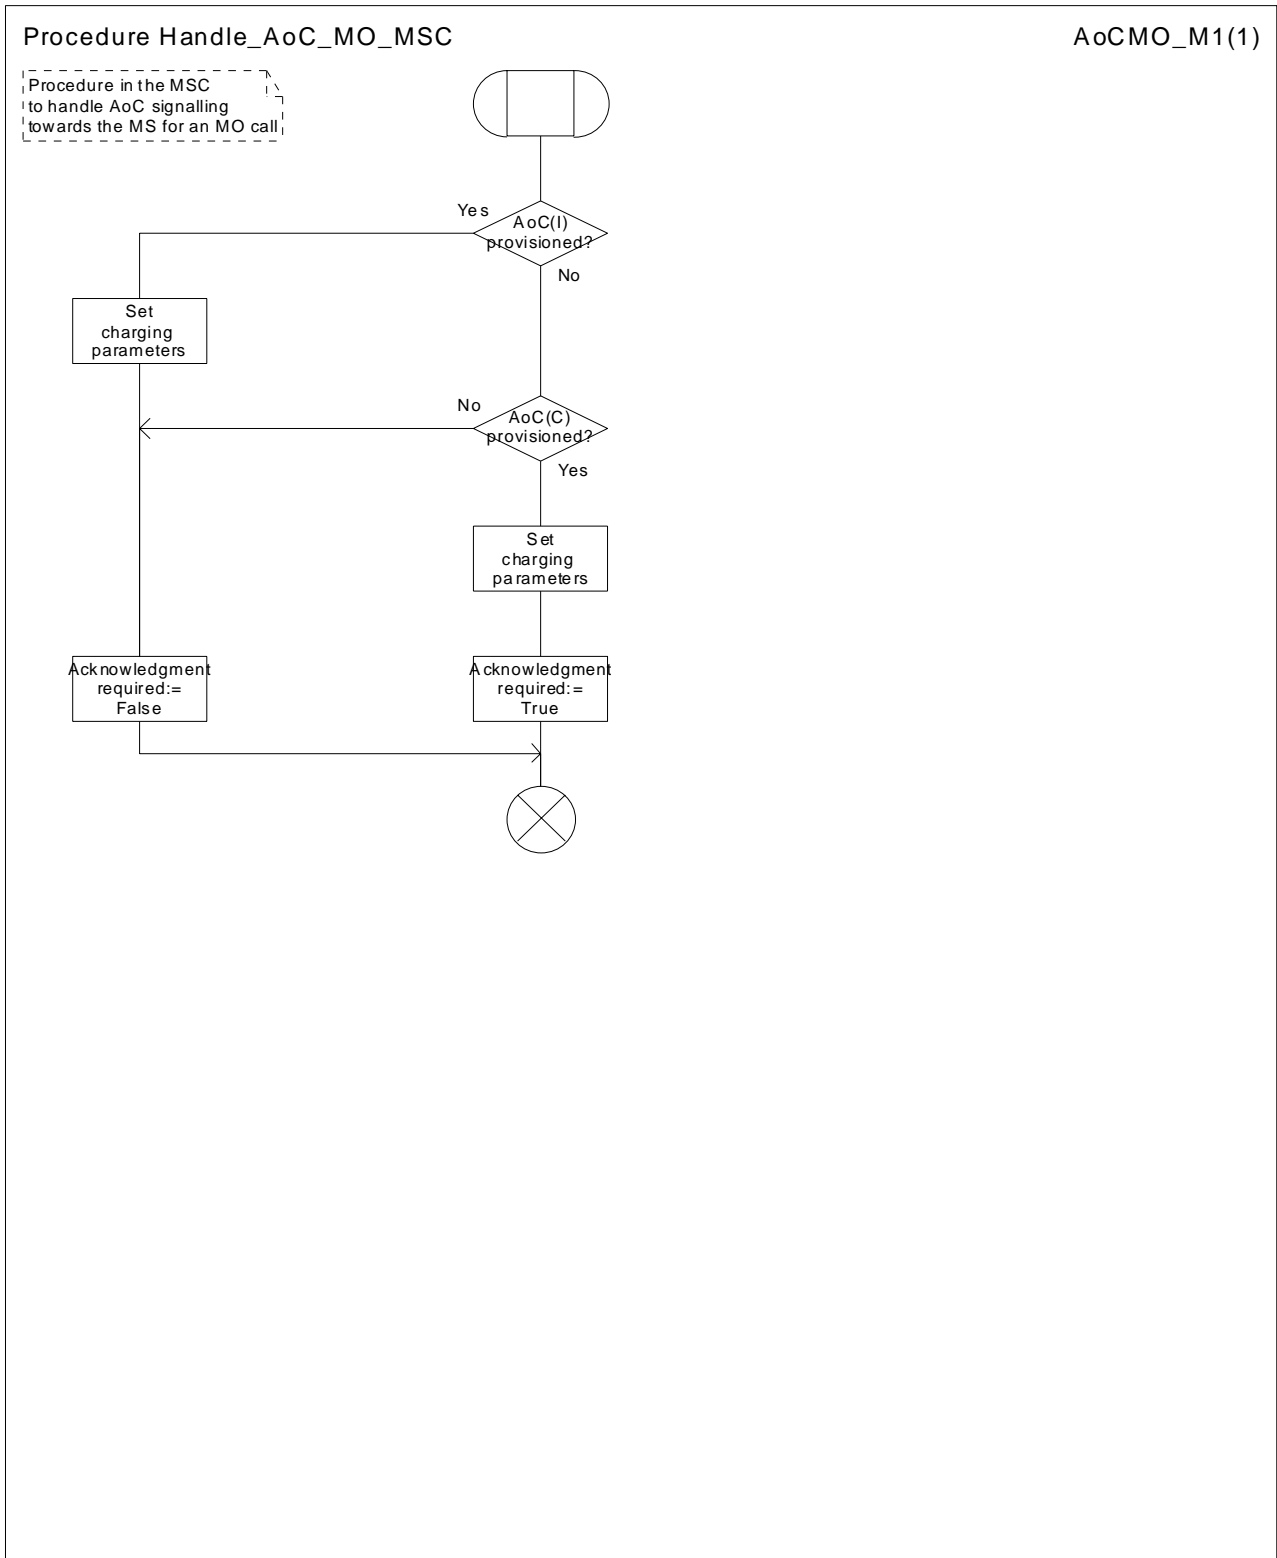 Procedure Handle_AoC_MO_MSC
AoCMO_M1(1)
Procedure in the MSC
to handle AoC signalling
towards the MS for an MO call
Yes
AoC(I)
provisioned?
No
Set
charging
parameters
No
AoC(C)
provisioned?
Yes
Set
charging
parameters
Acknowledgment
required:=
False
Acknowledgment
required:=
True